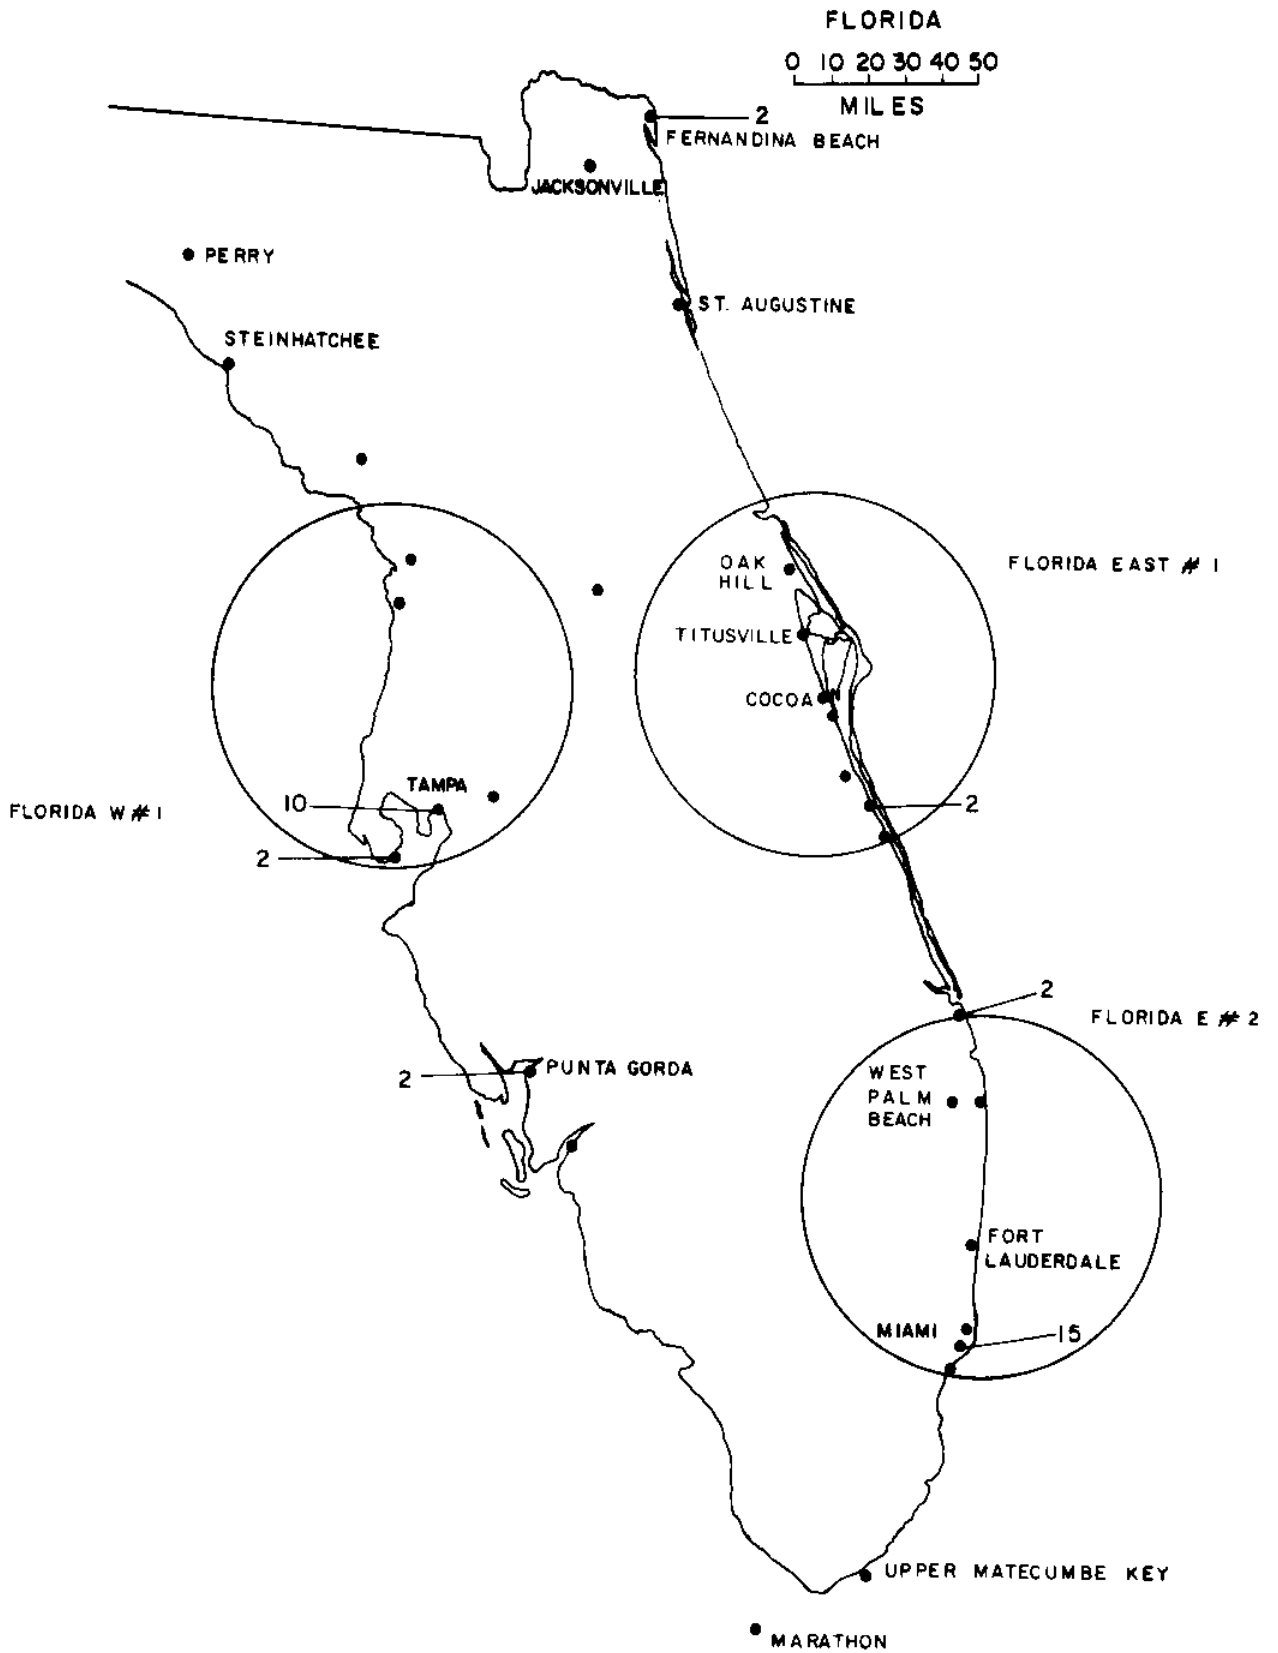 FLORIDA
0 10 20 30 40 50
MILES
2
FERNANDINA BEACH
JACKSONVILLE
PERRY
ST. AUGUSTINE
STEINHATCHEE
OAK
HILL
FLORIDA EAST # 1
TITUSVILLE
COCOA
TAMPA
10
2
FLORIDA W # 1
2
2
FLORIDA E # 2
PUNTA GORDA
2
WEST
PALM
BEACH
FORT
LAUDERDALE
MIAMI
15
UPPER MATECUMBE KEY
MARATHON